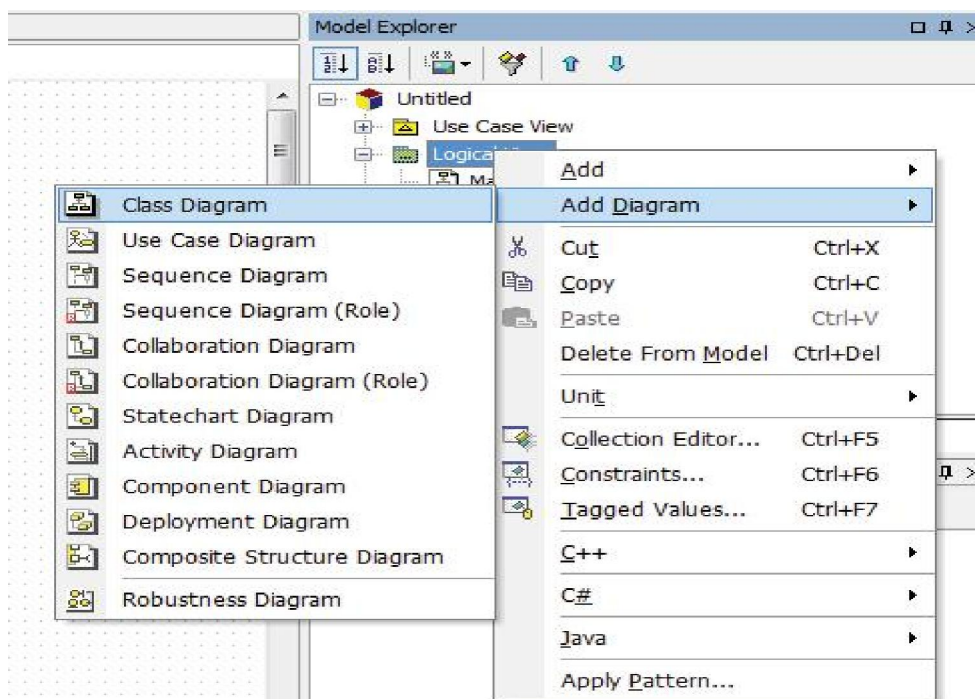 Model Explorer
Untitled
Use Case View
Logical
Ma
Add
Add Diagram
Cut Ctrl+X
Copy Ctrl+C
Paste Ctrl+V
Delete From Model Ctrl+Del
Unit
Collection Editor... Ctrl+F5
Constraints... Ctrl+F6
Tagged Values... Ctrl+F7
C++
C#
Java
Apply Pattern...
Class Diagram
Use Case Diagram
Sequence Diagram
Sequence Diagram (Role)
Collaboration Diagram
Collaboration Diagram (Role)
Statechart Diagram
Activity Diagram
Component Diagram
Deployment Diagram
Composite Structure Diagram
Robustness Diagram